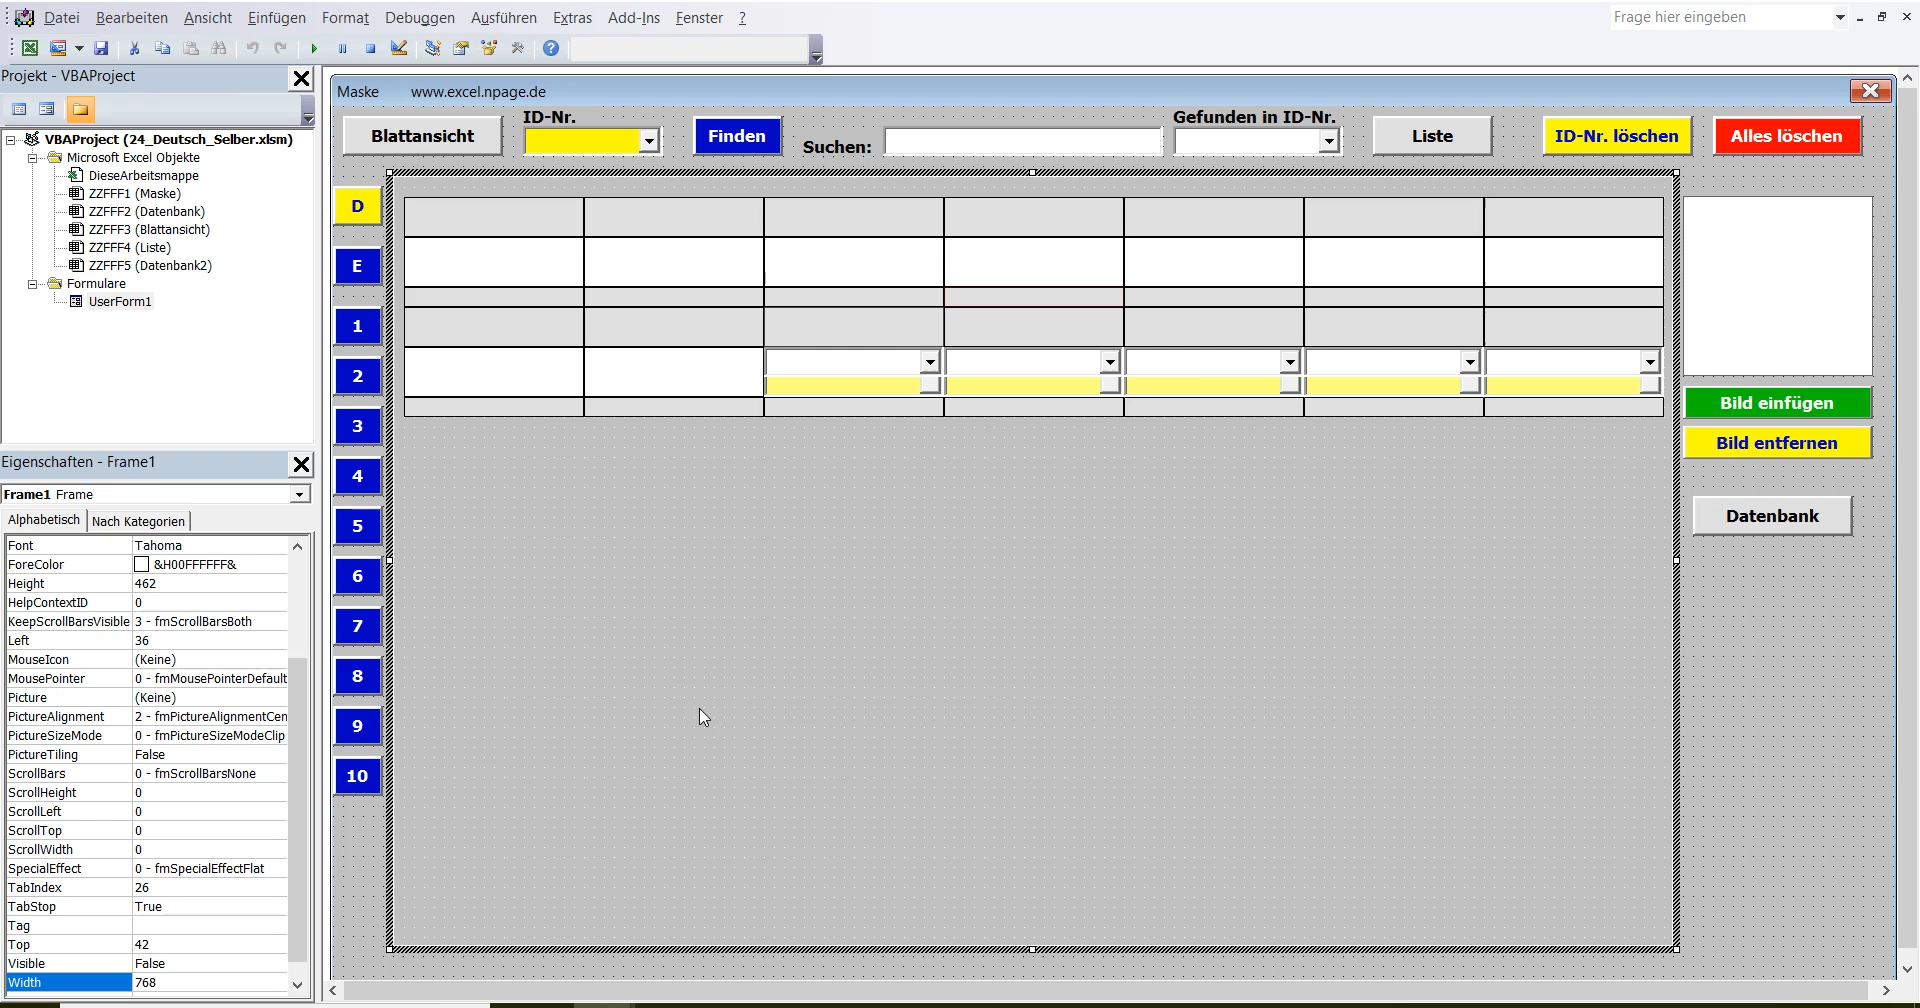 Datei Bearbeiten Ansicht Einfügen Format Debuggen Ausführen Extras Add-Ins Fenster ?
Frage hier eingeben
Projekt - VBAProject
VBAProject (24_Deutsch_Selber.xlsm)
Microsoft Excel Objekte
DieseArbeitsmappe
ZZFFF1 (Maske)
ZZFFF2 (Datenbank)
ZZFFF3 (Blattansicht)
ZZFFF4 (Liste)
ZZFFF5 (Datenbank2)
Formulare
UserForm1
Eigenschaften - Frame1
Frame1 Frame
Alphabetisch Nach Kategorien
Font Tahoma
ForeColor &H00FFFFFF&
Height 462
HelpContextID 0
KeepScrollBarsVisible 3 - fmScrollBarsBoth
Left 36
MouseIcon (Keine)
MousePointer 0 - fmMousePointerDefault
Picture (Keine)
PictureAlignment 2 - fmPictureAlignmentCen
PictureSizeMode 0 - fmPictureSizeModeClip
PictureTiling False
ScrollBars 0 - fmScrollBarsNone
ScrollHeight 0
ScrollLeft 0
ScrollTop 0
ScrollWidth 0
SpecialEffect 0 - fmSpecialEffectFlat
TabIndex 26
TabStop True
Tag
Top 42
Visible False
Width 768
Maske www.excel.npage.de
Blattansicht
ID-Nr.
Finden
Suchen:
Gefunden in ID-Nr.
Liste
ID-Nr. löschen
Alles löschen
D
E
1
2
3
4
5
6
7
8
9
10
Bild einfügen
Bild entfernen
Datenbank